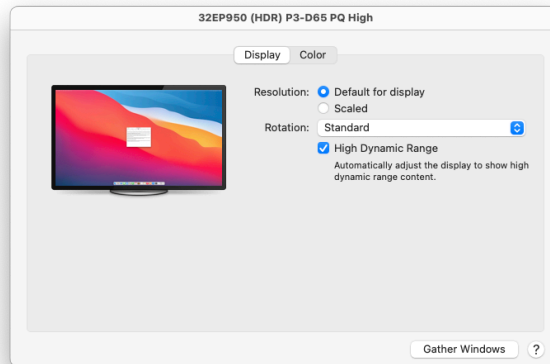 32EP950 (HDR) P3-D65 PQ High
Display Color
Resolution: Default for display
Scaled
Rotation: Standard
High Dynamic Range
Automatically adjust the display to show high
dynamic range content.
Gather Windows ?